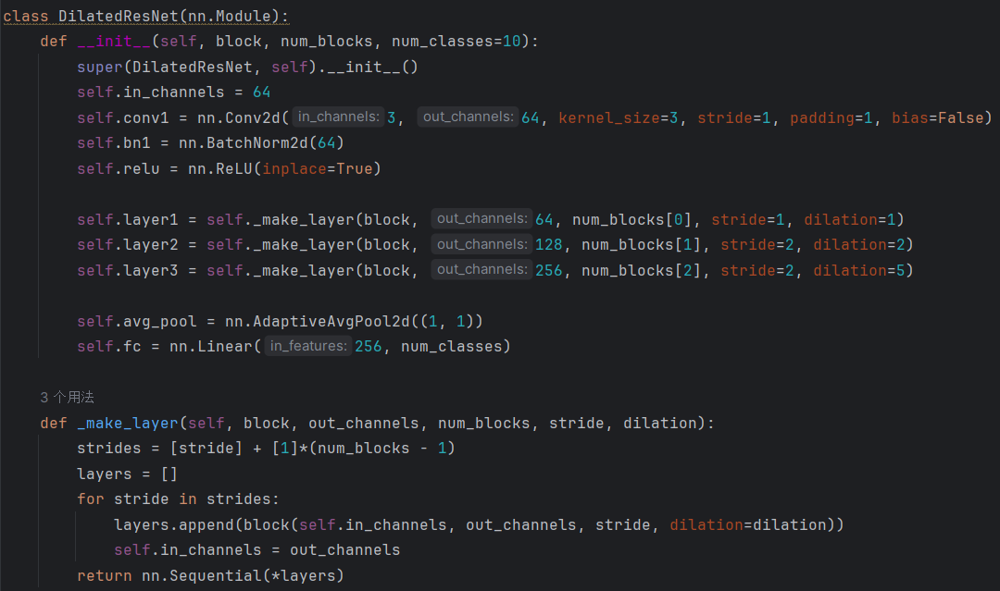 class DilatedResNet(nn.Module):
    def __init__(self, block, num_blocks, num_classes=10):
        super(DilatedResNet, self).__init__()
        self.in_channels = 64
        self.conv1 = nn.Conv2d( in_channels: 3,  out_channels: 64, kernel_size=3, stride=1, padding=1, bias=False)
        self.bn1 = nn.BatchNorm2d(64)
        self.relu = nn.ReLU(inplace=True)

        self.layer1 = self._make_layer(block,  out_channels: 64, num_blocks[0], stride=1, dilation=1)
        self.layer2 = self._make_layer(block,  out_channels: 128, num_blocks[1], stride=2, dilation=2)
        self.layer3 = self._make_layer(block,  out_channels: 256, num_blocks[2], stride=2, dilation=5)

        self.avg_pool = nn.AdaptiveAvgPool2d((1, 1))
        self.fc = nn.Linear( in_features: 256, num_classes)

    3 个用法
    def _make_layer(self, block, out_channels, num_blocks, stride, dilation):
        strides = [stride] + [1]*(num_blocks - 1)
        layers = []
        for stride in strides:
            layers.append(block(self.in_channels, out_channels, stride, dilation=dilation))
            self.in_channels = out_channels
        return nn.Sequential(*layers)